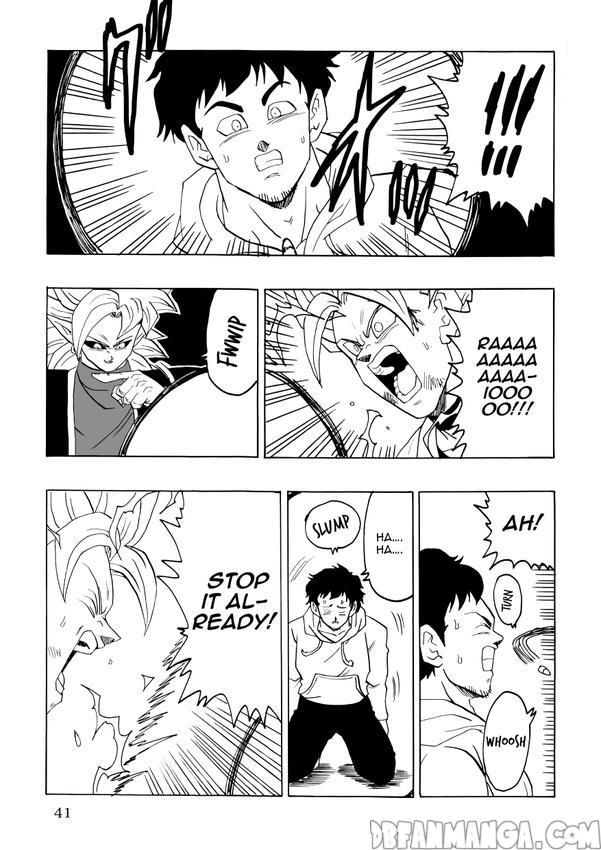 !!!
!!!
RAAAA
AAAAA
AAAA-
IOOO
OO!!!
FWWIP
AH!
TURN
WHOOSH
HA....
HA....
SLUMP
STOP
IT AL-
READY!
41
DBFANMANGA.COM